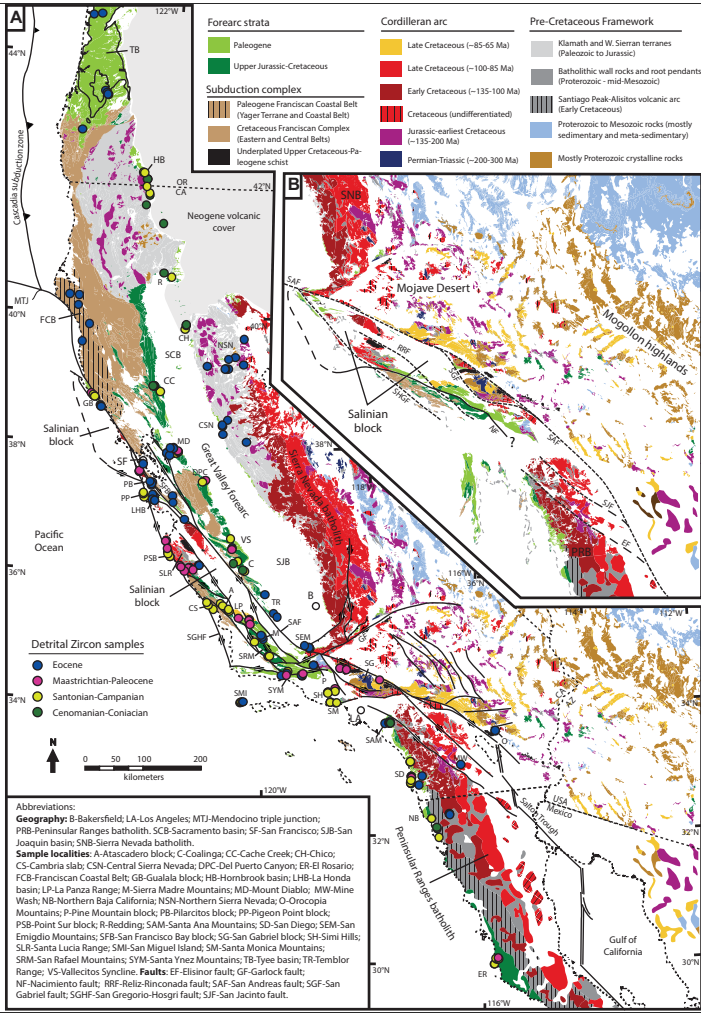 A
122°W
44°N
TB
Cascadia subduction zone
HB
OR
CA
42°N
Neogene volcanic
cover
R
MTJ
FCB
40°N
40°N
CH
SCB
NSN
CC
GB
Salinian
block
CSN
38°N
38°N
MD
SF
Great Valley forearc
DPC
PB
PP
LHB
Sierra Nevada batholith
118°W
Pacific
Ocean
VS
PSB
C
SLR
SJB
36°N
116°W
36°N
Salinian
block
B
A
LP
TR
CS
M
SAF
SGHF
SEM
SRM
GF
SG
SYM
P
SH
SMI
SM
LA
34°N
34°N
SAM
O
MW
SD
120°W
USA
Mexico
Salton Trough
NB
32°N
32°N
Peninsular Ranges batholith
Gulf of
California
30°N
30°N
ER
116°W
112°W
Forearc strata
Paleogene
Upper Jurassic-Cretaceous
Subduction complex
Paleogene Franciscan Coastal Belt
(Yager Terrane and Coastal Belt)
Cretaceous Franciscan Complex
(Eastern and Central Belts)
Underplated Upper Cretaceous-Pa-
leogene schist
Cordilleran arc
Late Cretaceous (~85-65 Ma)
Late Cretaceous (~100-85 Ma)
Early Cretaceous (~135-100 Ma)
Cretaceous (undifferentiated)
Jurassic-earliest Cretaceous
(~135-200 Ma)
Permian-Triassic (~200-300 Ma)
Pre-Cretaceous Framework
Klamath and W. Sierran terranes
(Paleozoic to Jurassic)
Batholithic wall rocks and root pendants
(Proterozoic - mid-Mesozoic)
Santiago Peak-Alisitos volcanic arc
(Early Cretaceous)
Proterozoic to Mesozoic rocks (mostly
sedimentary and meta-sedimentary)
Mostly Proterozoic crystalline rocks
B
SNB
SAF
Mojave Desert
Mogollon highlands
RRF
SGF
Salinian
block
SHGF
NF
?
SAF
SJF
EF
PRB
Detrital Zircon samples
Eocene
Maastrichtian-Paleocene
Santonian-Campanian
Cenomanian-Coniacian
N
0 50 100 200
kilometers
Abbreviations:
Geography: B-Bakersfield; LA-Los Angeles; MTJ-Mendocino triple junction;
PRB-Peninsular Ranges batholith. SCB-Sacramento basin; SF-San Francisco; SJB-San
Joaquin basin; SNB-Sierra Nevada batholith.
Sample localities: A-Atascadero block; C-Coalinga; CC-Cache Creek; CH-Chico;
CS-Cambria slab; CSN-Central Sierra Nevada; DPC-Del Puerto Canyon; ER-El Rosario;
FCB-Franciscan Coastal Belt; GB-Gualala block; HB-Hornbrook basin; LHB-La Honda
basin; LP-La Panza Range; M-Sierra Madre Mountains; MD-Mount Diablo; MW-Mine
Wash; NB-Northern Baja California; NSN-Northern Sierra Nevada; O-Orocopia
Mountains; P-Pine Mountain block; PB-Pilarcitos block; PP-Pigeon Point block;
PSB-Point Sur block; R-Redding; SAM-Santa Ana Mountains; SD-San Diego; SEM-San
Emigdio Mountains; SFB-San Francisco Bay block; SG-San Gabriel block; SH-Simi Hills;
SLR-Santa Lucia Range; SMI-San Miguel Island; SM-Santa Monica Mountains;
SRM-San Rafael Mountains; SYM-Santa Ynez Mountains; TB-Tyee basin; TR-Temblor
Range; VS-Vallecitos Syncline. Faults: EF-Elisinor fault; GF-Garlock fault;
NF-Nacimiento fault; RRF-Reliz-Rinconada fault; SAF-San Andreas fault; SGF-San
Gabriel fault; SGHF-San Gregorio-Hosgri fault; SJF-San Jacinto fault.